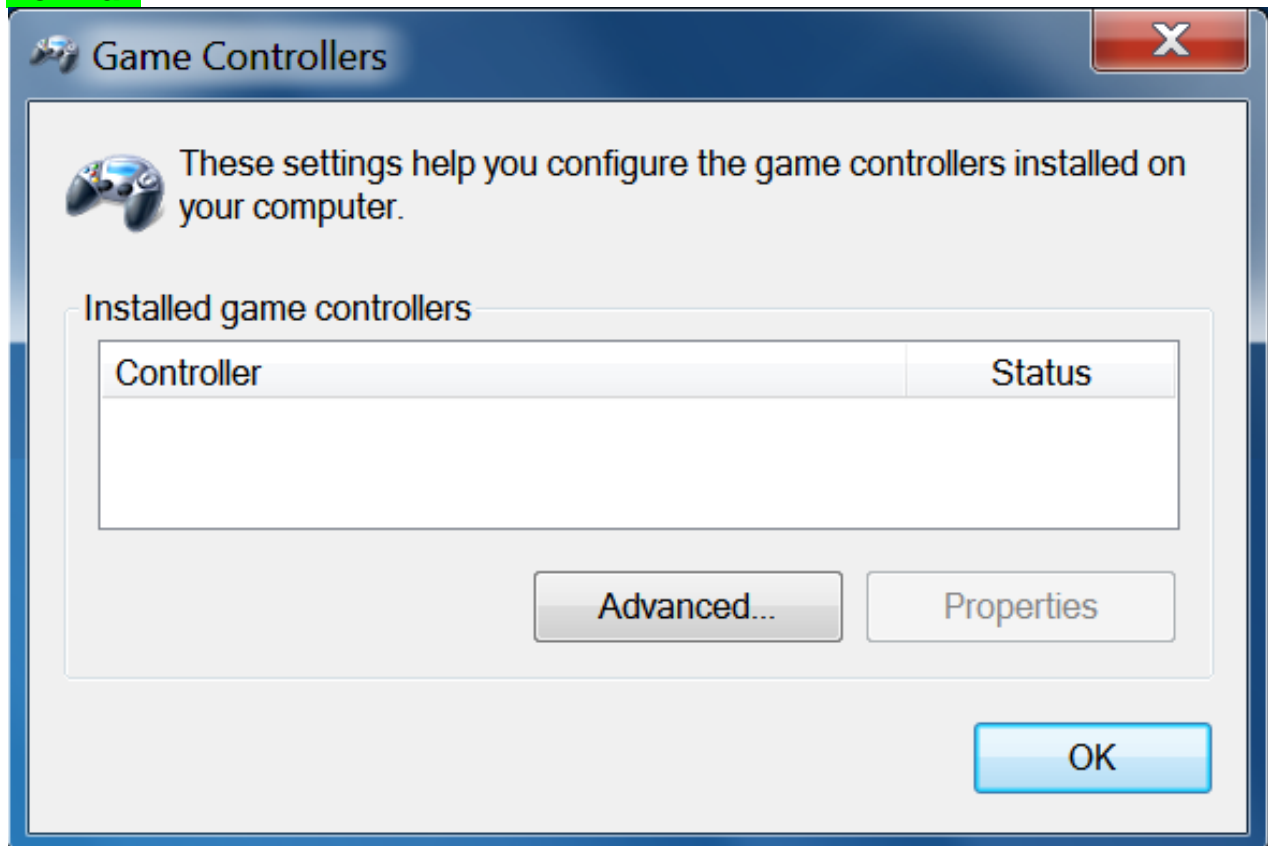 Game Controllers
These settings help you configure the game controllers installed on
your computer.
Installed game controllers
Controller Status
Advanced... Properties
OK